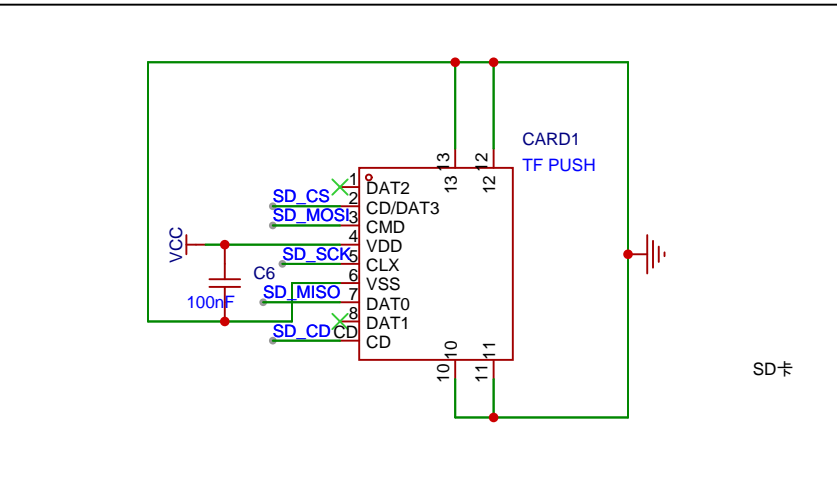 CARD1
TF PUSH
13
12
13
12
1
DAT2
SD_CS
2
CD/DAT3
SD_MOSI
3
CMD
VCC
4
VDD
SD_SCK
5
CLX
C6
6
VSS
100nF
SD_MISO
7
DAT0
8
DAT1
SD_CD
CD
CD
10
11
10
11
SD卡